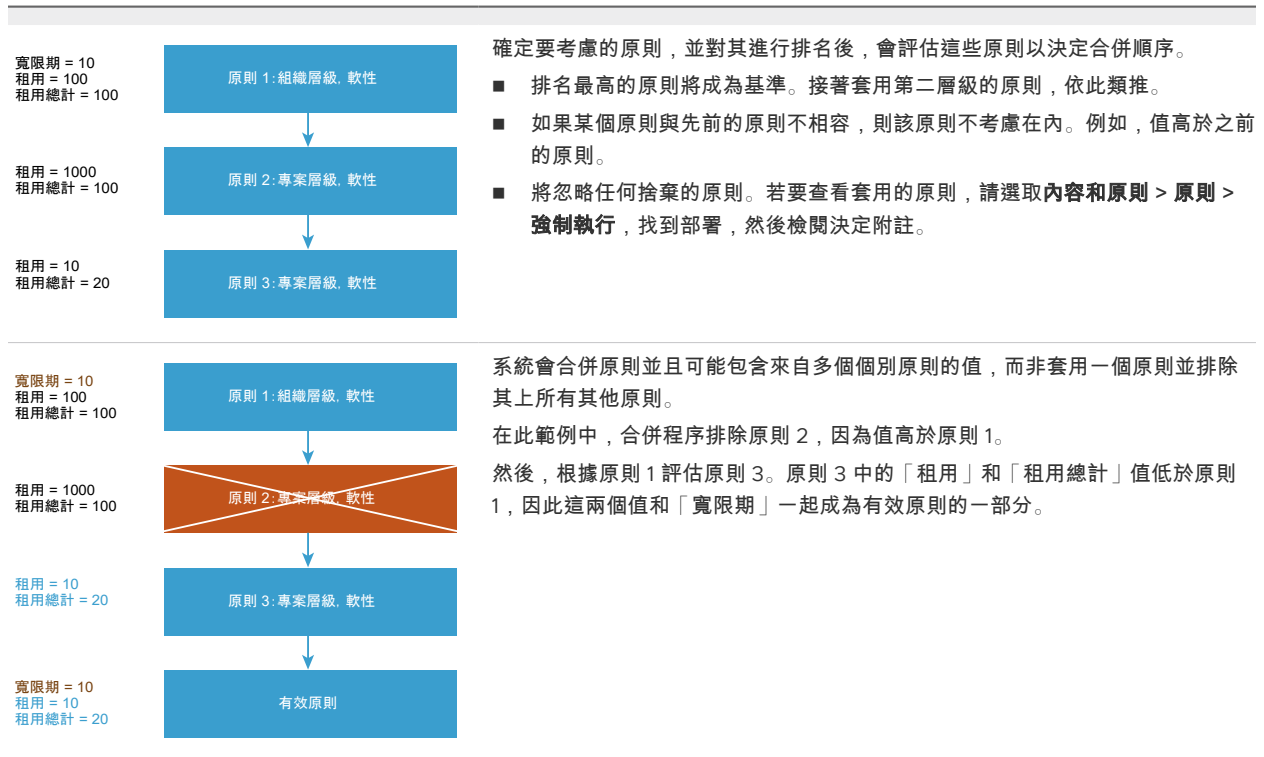 寬限期 = 10
租用 = 100
租用總計 = 100
原則 1：組織層級, 軟性
租用 = 1000
租用總計 = 100
原則 2：專案層級, 軟性
租用 = 10
租用總計 = 20
原則 3：專案層級, 軟性
確定要考慮的原則，並對其進行排名後，會評估這些原則以決定合併順序。
■ 排名最高的原則將成為基準。接著套用第二層級的原則，依此類推。
■ 如果某個原則與先前的原則不相容，則該原則不考慮在內。例如，值高於之前
的原則。
■ 將忽略任何捨棄的原則。若要查看套用的原則，請選取內容和原則 > 原則 >
強制執行，找到部署，然後檢閱決定附註。
寬限期 = 10
租用 = 100
租用總計 = 100
原則 1：組織層級, 軟性
租用 = 1000
租用總計 = 100
原則 2：專案層級, 軟性
租用 = 10
租用總計 = 20
原則 3：專案層級, 軟性
寬限期 = 10
租用 = 10
租用總計 = 20
有效原則
系統會合併原則並且可能包含來自多個個別原則的值，而非套用一個原則並排除
其上所有其他原則。
在此範例中，合併程序排除原則 2，因為值高於原則 1。
然後，根據原則 1 評估原則 3。原則 3 中的「租用」和「租用總計」值低於原則
1，因此這兩個值和「寬限期」一起成為有效原則的一部分。